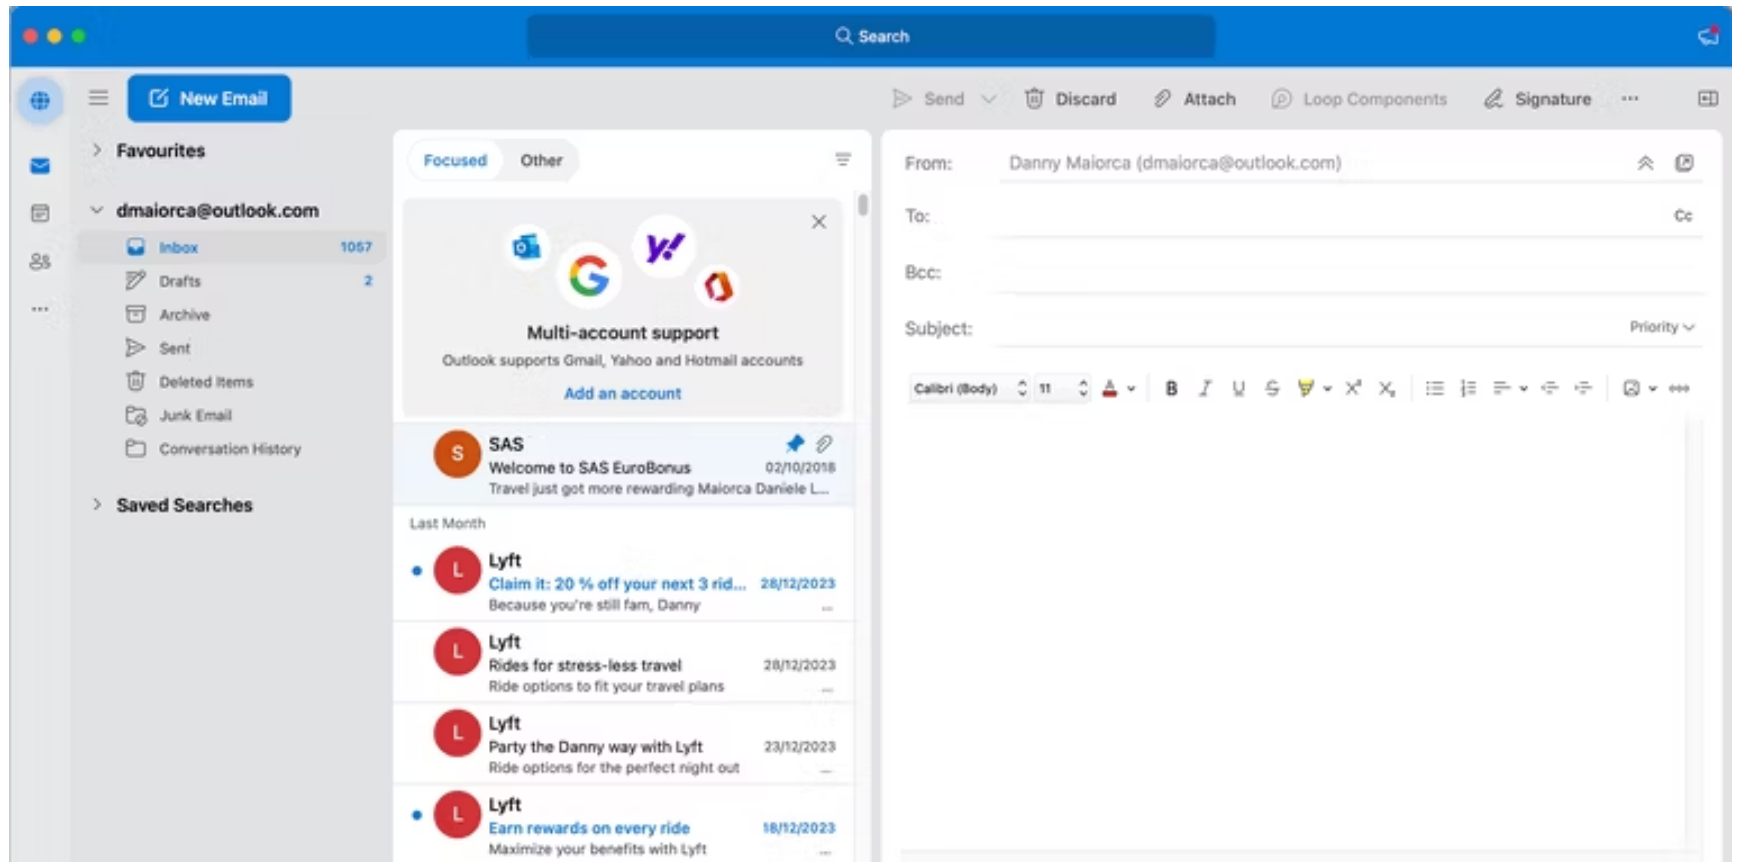 Search
New Email
Send
Discard
Attach
Loop Components
Signature
Favourites
dmaiorca@outlook.com
Inbox 1057
Drafts 2
Archive
Sent
Deleted Items
Junk Email
Conversation History
Saved Searches
Focused Other
Multi-account support
Outlook supports Gmail, Yahoo and Hotmail accounts
Add an account
S
SAS
Welcome to SAS EuroBonus 02/10/2018
Travel just got more rewarding Maiorca Daniele L...
Last Month
L
Lyft
Claim it: 20 % off your next 3 rid... 28/12/2023
Because you're still fam, Danny ...
L
Lyft
Rides for stress-less travel 28/12/2023
Ride options to fit your travel plans ...
L
Lyft
Party the Danny way with Lyft 23/12/2023
Ride options for the perfect night out ...
L
Lyft
Earn rewards on every ride 18/12/2023
Maximize your benefits with Lyft ...
From: Danny Maiorca (dmaiorca@outlook.com)
To: Cc
Bcc:
Subject: Priority
Calibri (Body) 11 A B I U S X² X₂